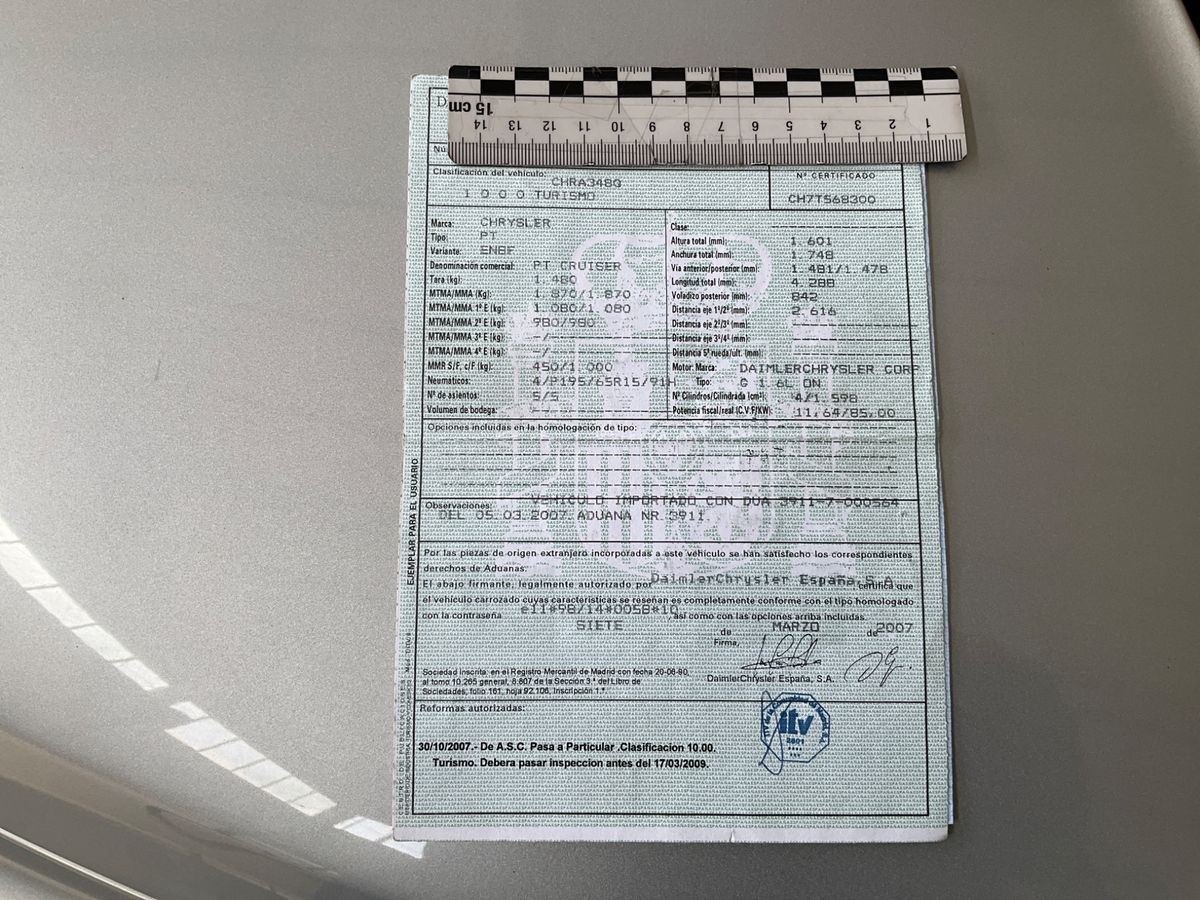 15 cm
14 13 12 11 10 9 8 7 6 5 4 3 2 1
D
Nú
Clasificación del vehículo: CHRA348G
1 0 0 0 TURISMO
Nº CERTIFICADO
CH7T568300
Marca: CHRYSLER
Tipo: PT
Variante: ENBF
Denominación comercial: PT CRUISER
Tara (kg): 1.480
MTMA/MMA (Kg): 1.870/1.870
MTMA/MMA 1º E (kg): 1.080/1.080
MTMA/MMA 2º E (kg): 980/980
MTMA/MMA 3º E (kg): -/-
MTMA/MMA 4º E (kg): -/-
MMR S/F, c/F (kg): 450/1.000
Neumáticos: 4/P195/65R15/91H
Nº de asientos: 5/5
Volumen de bodega:
Clase:
Altura total (mm): 1.601
Anchura total (mm): 1.748
Vía anterior/posterior (mm): 1.481/1.478
Longitud total (mm): 4.288
Voladizo posterior (mm): 842
Distancia eje 1º/2º (mm): 2.616
Distancia eje 2º/3º (mm):
Distancia eje 3º/4º (mm):
Distancia 5ª rueda/ult. (mm):
Motor: Marca: DAIMLERCHRYSLER CORP
Tipo: G 1.6L ON
Nº Cilindros/Cilindrada (cm³): 4/1.598
Potencia fiscal/real (C.V.F/KW): 11,64/85,00
Opciones incluidas en la homologación de tipo:
Observaciones: VEHICULO IMPORTADO CON DUA 3911-7-000564
DEL 05.03.2007 ADUANA NR.3911.
Por las piezas de origen extranjero incorporadas a este vehículo se han satisfecho los correspondientes
derechos de Aduanas.
El abajo firmante, legalmente autorizado por DaimlerChrysler España,S.A. certifica que
el vehículo carrozado cuyas características se reseñan es completamente conforme con el tipo homologado
con la contraseña e11*98/14*0058*10, así como con las opciones arriba incluidas.
SIETE de MARZO de 2007
Firma,
DaimlerChrysler España, S.A.
Sociedad inscrita en el Registro Mercantil de Madrid con fecha 20-06-90,
al tomo 10.265 general, 8.607 de la Sección 3.ª del Libro de
Sociedades, folio 161, hoja 92.106, Inscripción 1.ª
Reformas autorizadas:
itv
30/10/2007.- De A.S.C. Pasa a Particular .Clasificacion 10.00.
Turismo. Debera pasar inspeccion antes del 17/03/2009.
EJEMPLAR PARA EL USUARIO